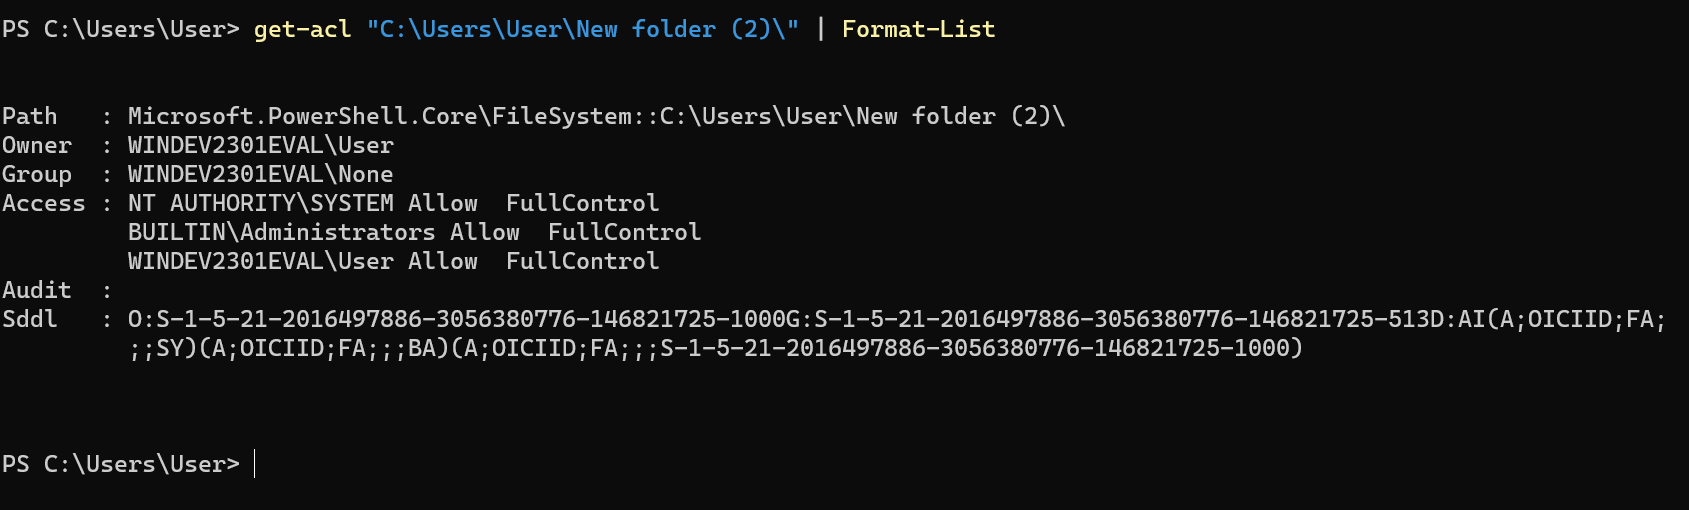 PS C:\Users\User> get-acl "C:\Users\User\New folder (2)\" | Format-List
Path   : Microsoft.PowerShell.Core\FileSystem::C:\Users\User\New folder (2)\
Owner  : WINDEV2301EVAL\User
Group  : WINDEV2301EVAL\None
Access : NT AUTHORITY\SYSTEM Allow  FullControl
         BUILTIN\Administrators Allow  FullControl
         WINDEV2301EVAL\User Allow  FullControl
Audit  :
Sddl   : O:S-1-5-21-2016497886-3056380776-146821725-1000G:S-1-5-21-2016497886-3056380776-146821725-513D:AI(A;OICIID;FA;
         ;;SY)(A;OICIID;FA;;;BA)(A;OICIID;FA;;;S-1-5-21-2016497886-3056380776-146821725-1000)
PS C:\Users\User>